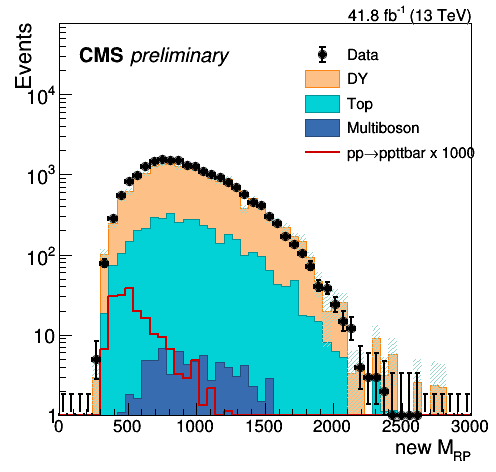 41.8 fb⁻¹ (13 TeV)
Events
CMS preliminary
Data
DY
Top
Multiboson
pp→ppttbar x 1000
10⁴
10³
10²
10
1
0 500 1000 1500 2000 2500 3000
new M_RP